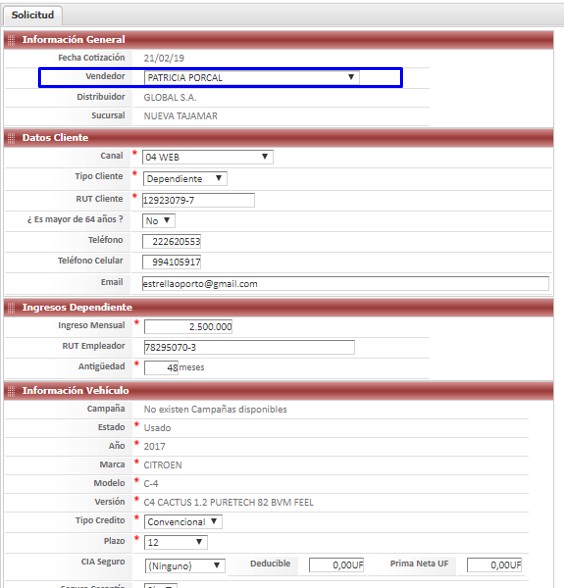 Solicitud
Información General
Fecha Cotización 21/02/19
Vendedor PATRICIA PORCAL
Distribuidor GLOBAL S.A.
Sucursal NUEVA TAJAMAR
Datos Cliente
Canal * 04 WEB
Tipo Cliente * Dependiente
RUT Cliente * 12923079-7
¿ Es mayor de 64 años ? No
Teléfono 222620553
Teléfono Celular 994105917
Email estrellaoporto@gmail.com
Ingresos Dependiente
Ingreso Mensual * 2.500.000
RUT Empleador * 78295070-3
Antigüedad * 48 meses
Información Vehículo
Campaña No existen Campañas disponibles
Estado * Usado
Año * 2017
Marca * CITROEN
Modelo * C-4
Versión * C4 CACTUS 1.2 PURETECH 82 BVM FEEL
Tipo Credito * Convencional
Plazo * 12
CIA Seguro (Ninguno) Deducible 0,00UF Prima Neta UF 0,00UF